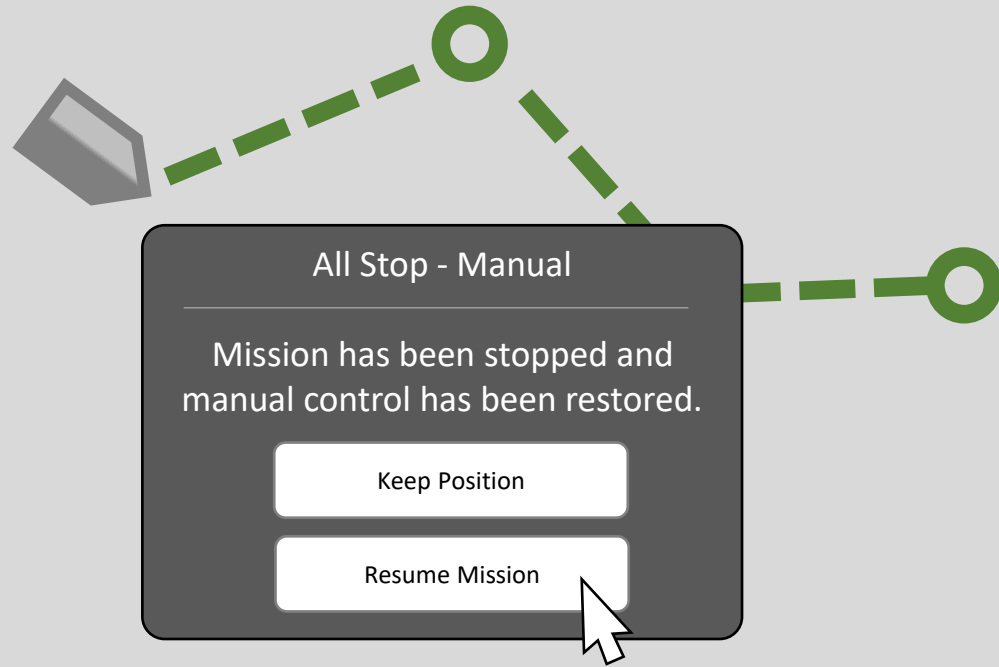 All Stop - Manual
Mission has been stopped and
manual control has been restored.
Keep Position
Resume Mission